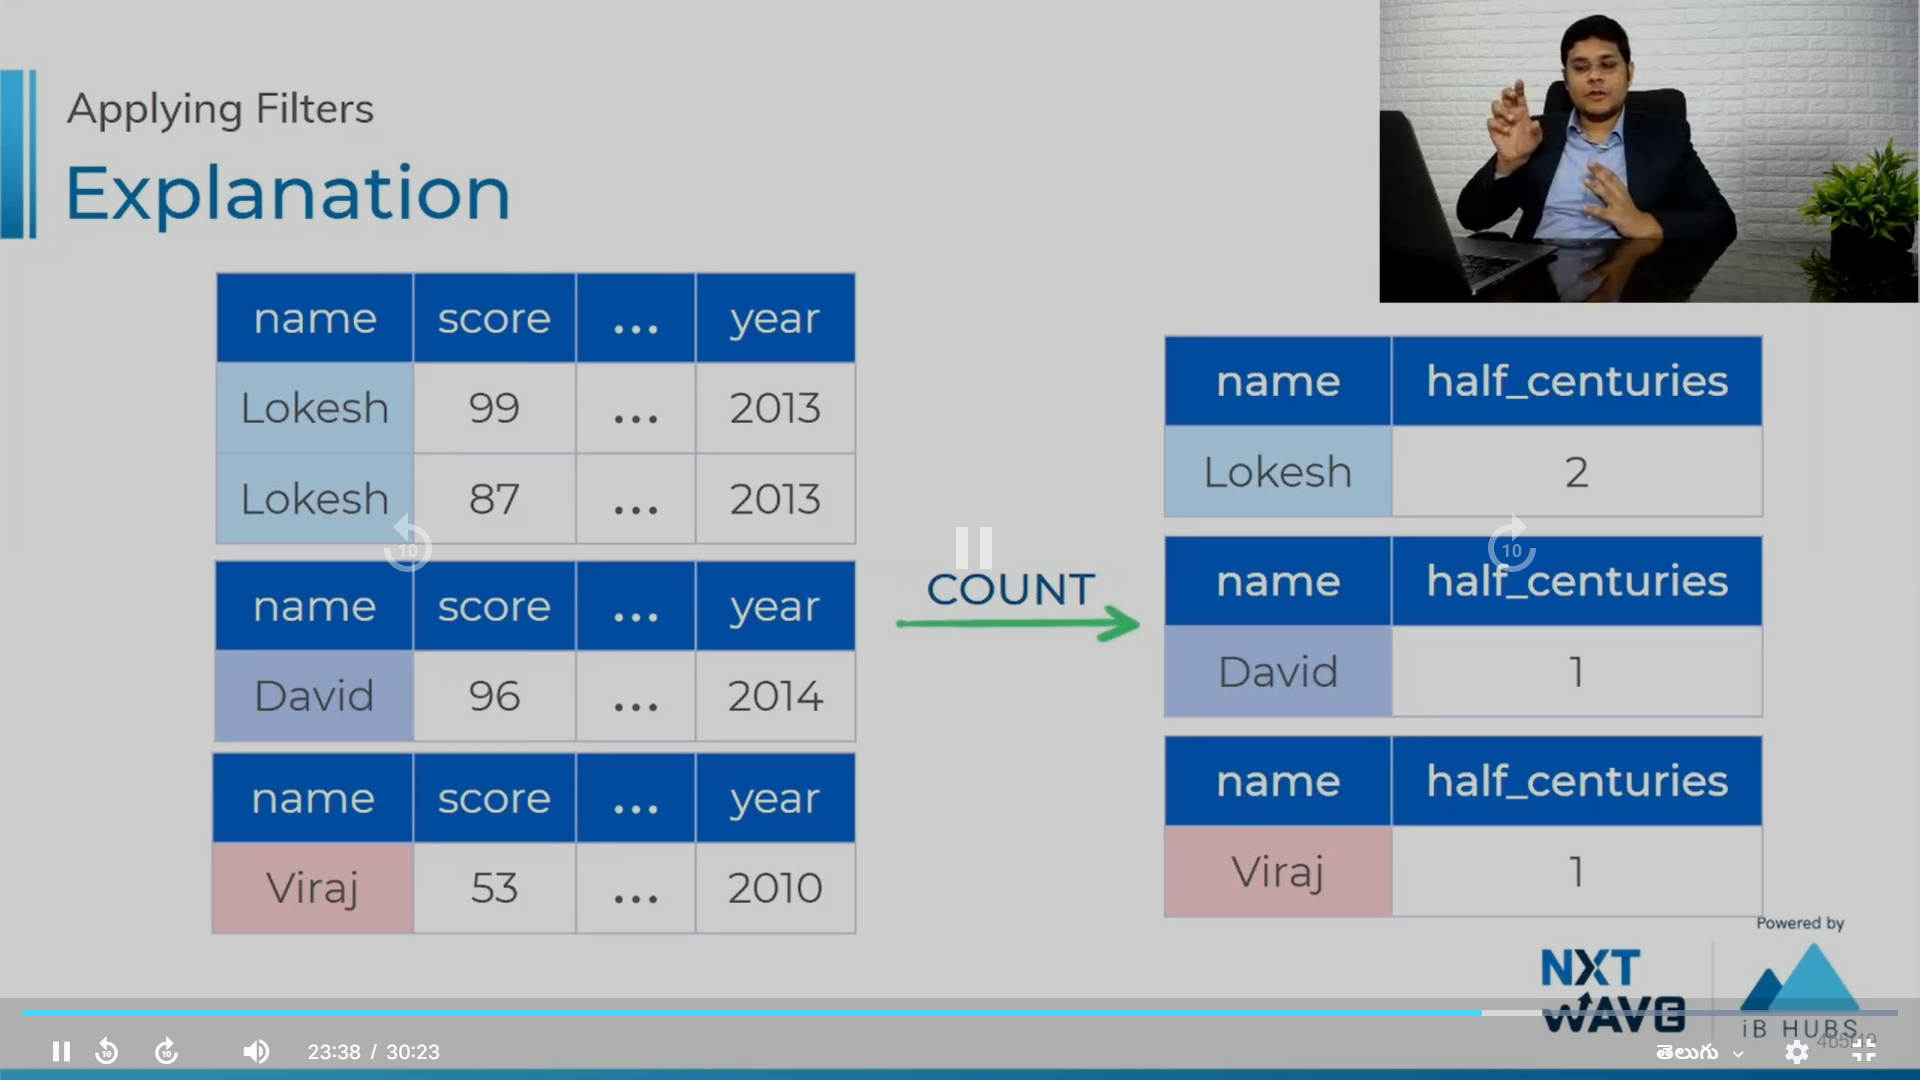 Applying Filters
Explanation
name score ... year
Lokesh 99 ... 2013
Lokesh 87 ... 2013
name score ... year
David 96 ... 2014
name score ... year
Viraj 53 ... 2010
COUNT
name half_centuries
Lokesh 2
name half_centuries
David 1
name half_centuries
Viraj 1
10
10
Powered by
NXT
WAVE
iB HUBS
10
10
23:38 / 30:23
తెలుగు